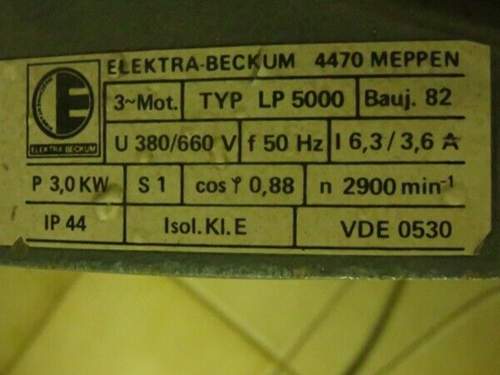 ELEKTRA-BECKUM 4470 MEPPEN
E
ELEKTRA BECKUM
3~Mot. TYP LP 5000 Bauj. 82
U 380/660 V f 50 Hz I 6,3/3,6 A
P 3,0 KW S 1 cos φ 0,88 n 2900 min⁻¹
IP 44 Isol. Kl. E VDE 0530